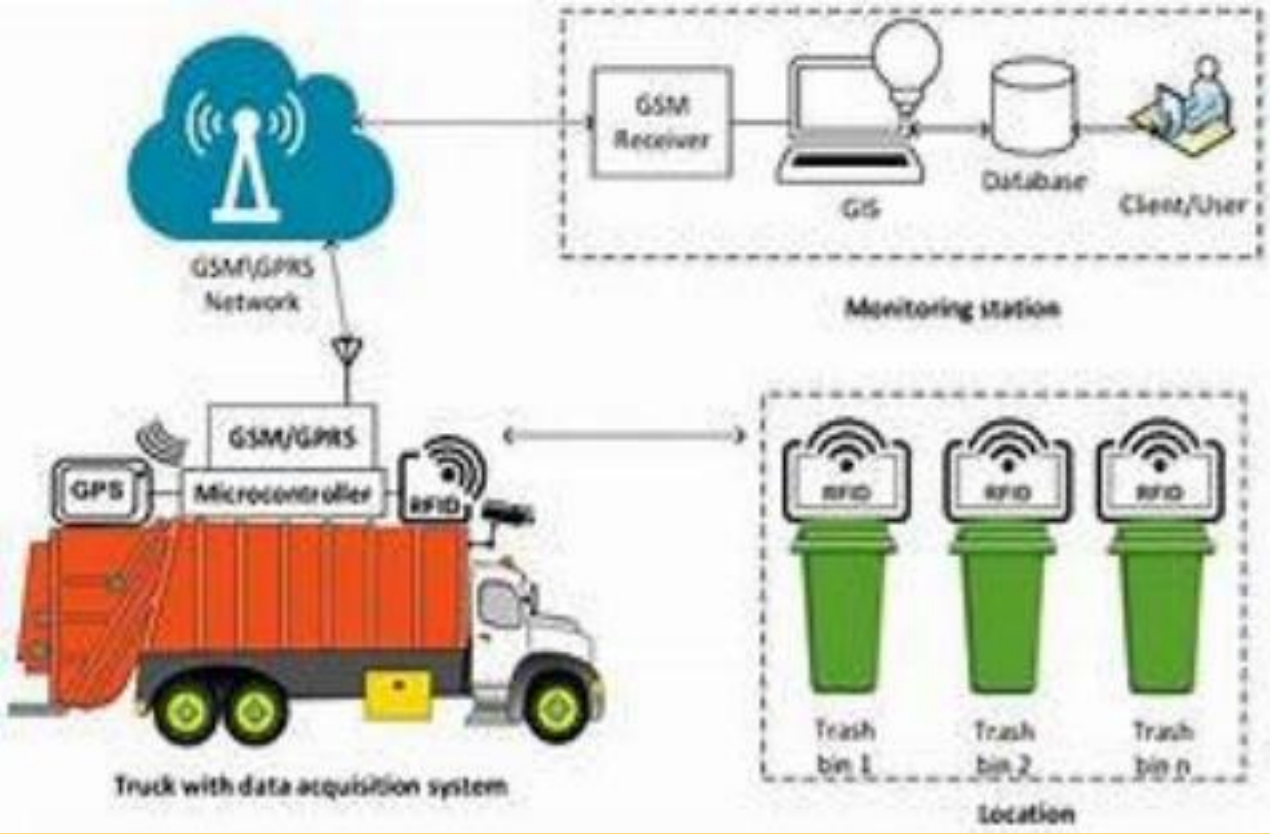 GSM
Receiver
GIS
Database
Client/User
GSM\GPRS
Network
Monitoring station
GSM/GPRS
GPS
Microcontroller
RFID
RFID
RFID
RFID
Trash
bin 1
Trash
bin 2
Trash
bin n
Truck with data acquisition system
Location